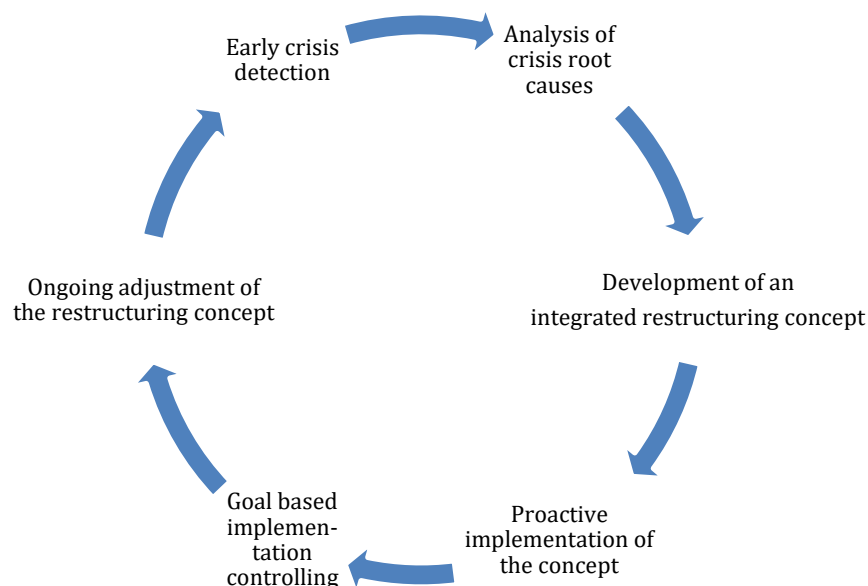 Early crisis
detection
Analysis of
crisis root
causes
Development of an
integrated restructuring concept
Proactive
implementation of
the concept
Goal based
implemen-
tation
controlling
Ongoing adjustment of
the restructuring concept